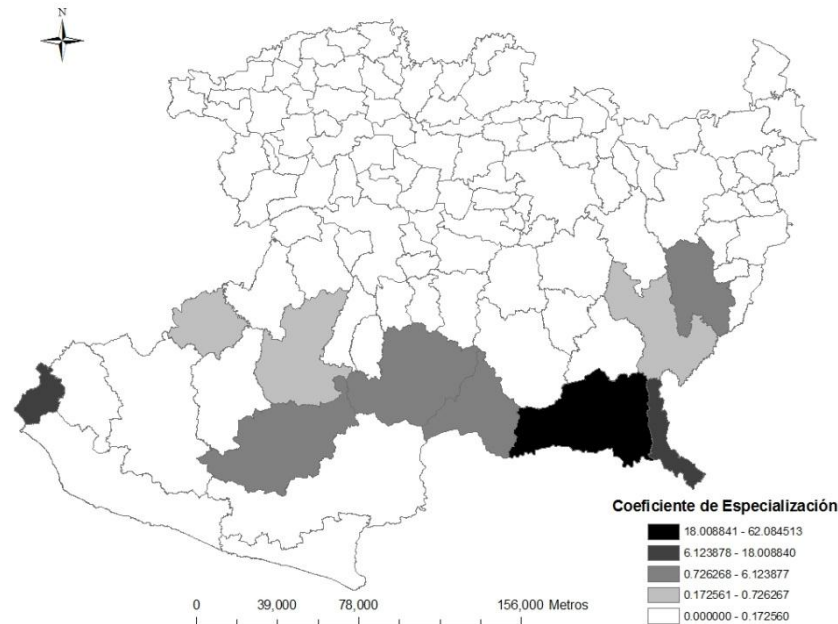 N
Coeficiente de Especialización
18.008841 - 62.084513
6.123878 - 18.008840
0.726268 - 6.123877
0.172561 - 0.726267
0.000000 - 0.172560
0 39,000 78,000 156,000 Metros